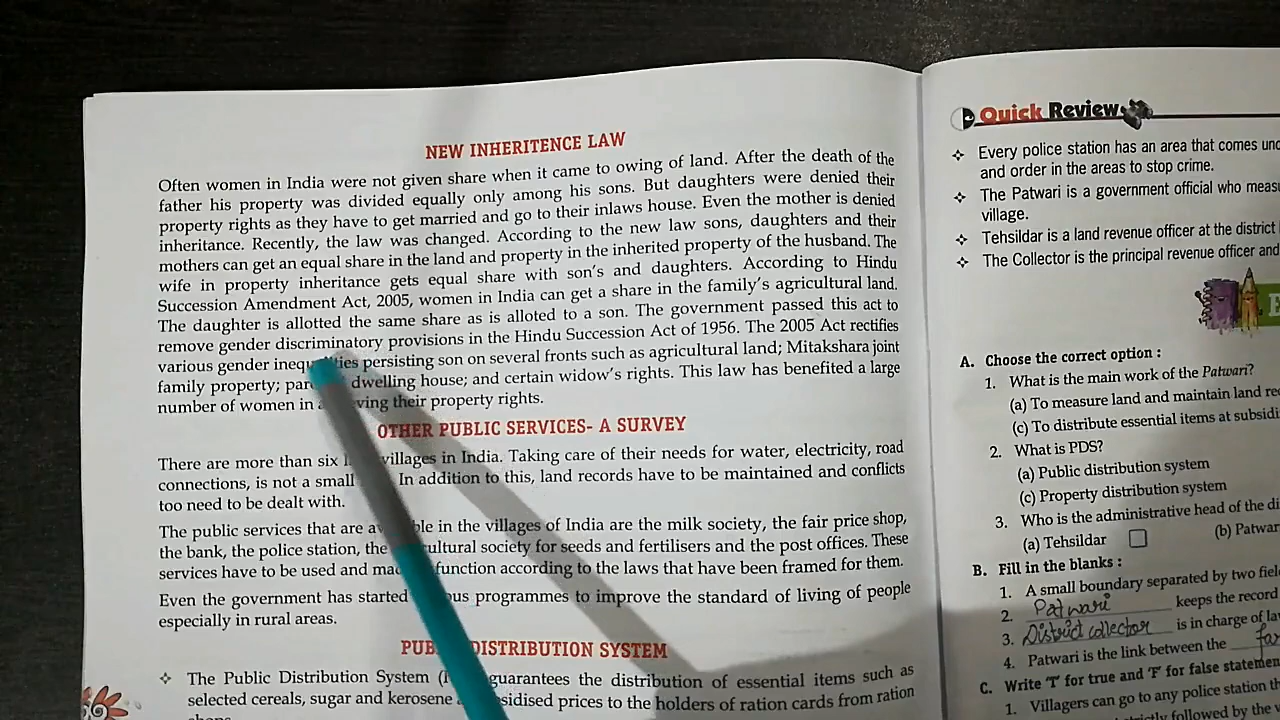 NEW INHERITENCE LAW
Often women in India were not given share when it came to owing of land. After the death of the
father his property was divided equally only among his sons. But daughters were denied their
property rights as they have to get married and go to their inlaws house. Even the mother is denied
inheritance. Recently, the law was changed. According to the new law sons, daughters and their
mothers can get an equal share in the land and property in the inherited property of the husband. The
wife in property inheritance gets equal share with son's and daughters. According to Hindu
Succession Amendment Act, 2005, women in India can get a share in the family's agricultural land.
The daughter is allotted the same share as is alloted to a son. The government passed this act to
remove gender discriminatory provisions in the Hindu Succession Act of 1956. The 2005 Act rectifies
various gender inequalities persisting son on several fronts such as agricultural land; Mitakshara joint
family property; dwelling house; and certain widow's rights. This law has benefited a large
number of women in their property rights.
OTHER PUBLIC SERVICES- A SURVEY
There are more than six villages in India. Taking care of their needs for water, electricity, road
connections, is not a small In addition to this, land records have to be maintained and conflicts
too need to be dealt with.
The public services that are available in the villages of India are the milk society, the fair price shop,
the bank, the police station, the society for seeds and fertilisers and the post offices. These
services have to be used and function according to the laws that have been framed for them.
Even the government has started programmes to improve the standard of living of people
especially in rural areas.
PUBLIC DISTRIBUTION SYSTEM
❖ The Public Distribution System guarantees the distribution of essential items such as
selected cereals, sugar and kerosene subsidised prices to the holders of ration cards from ration
Quick Review
❖ Every police station has an area that comes
and order in the areas to stop crime.
❖ The Patwari is a government official who
village.
❖ Tehsildar is a land revenue officer at the district
❖ The Collector is the principal revenue officer and
A. Choose the correct option :
1. What is the main work of the Patwari?
(a) To measure land and maintain land
(c) To distribute essential items at
2. What is PDS?
(a) Public distribution system
(c) Property distribution system
3. Who is the administrative head of the
(a) Tehsildar (b)
B. Fill in the blanks :
1. A small boundary separated by two
2. Patwari keeps the record
3. District collector is in charge of
4. Patwari is the link between the
C. Write 'T' for true and 'F' for false
1. Villagers can go to any police station
followed by the